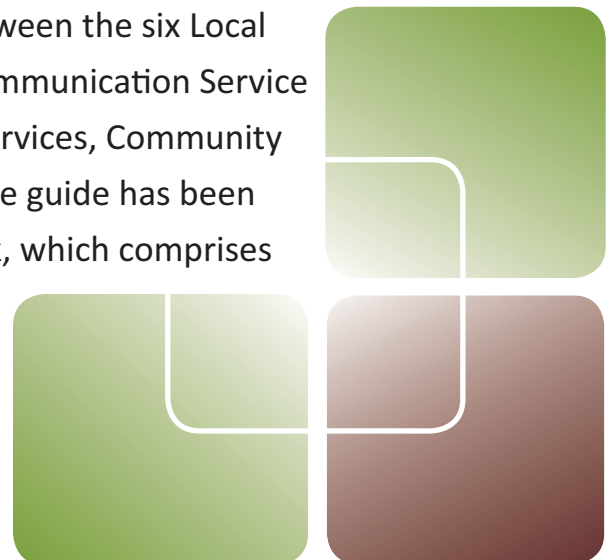 ween the six Local
mmunication Service
rvices, Community
e guide has been
, which comprises